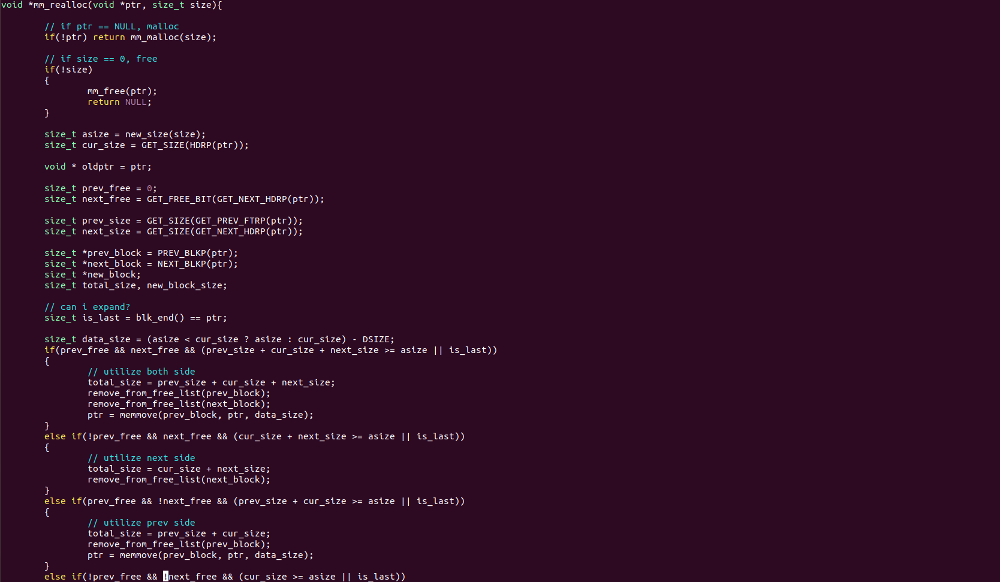 void *mm_realloc(void *ptr, size_t size){
// if ptr == NULL, malloc
if(!ptr) return mm_malloc(size);
// if size == 0, free
if(!size)
{
mm_free(ptr);
return NULL;
}
size_t asize = new_size(size);
size_t cur_size = GET_SIZE(HDRP(ptr));
void * oldptr = ptr;
size_t prev_free = 0;
size_t next_free = GET_FREE_BIT(GET_NEXT_HDRP(ptr));
size_t prev_size = GET_SIZE(GET_PREV_FTRP(ptr));
size_t next_size = GET_SIZE(GET_NEXT_HDRP(ptr));
size_t *prev_block = PREV_BLKP(ptr);
size_t *next_block = NEXT_BLKP(ptr);
size_t *new_block;
size_t total_size, new_block_size;
// can i expand?
size_t is_last = blk_end() == ptr;
size_t data_size = (asize < cur_size ? asize : cur_size) - DSIZE;
if(prev_free && next_free && (prev_size + cur_size + next_size >= asize || is_last))
{
// utilize both side
total_size = prev_size + cur_size + next_size;
remove_from_free_list(prev_block);
remove_from_free_list(next_block);
ptr = memmove(prev_block, ptr, data_size);
}
else if(!prev_free && next_free && (cur_size + next_size >= asize || is_last))
{
// utilize next side
total_size = cur_size + next_size;
remove_from_free_list(next_block);
}
else if(prev_free && !next_free && (prev_size + cur_size >= asize || is_last))
{
// utilize prev side
total_size = prev_size + cur_size;
remove_from_free_list(prev_block);
ptr = memmove(prev_block, ptr, data_size);
}
else if(!prev_free && !next_free && (cur_size >= asize || is_last))